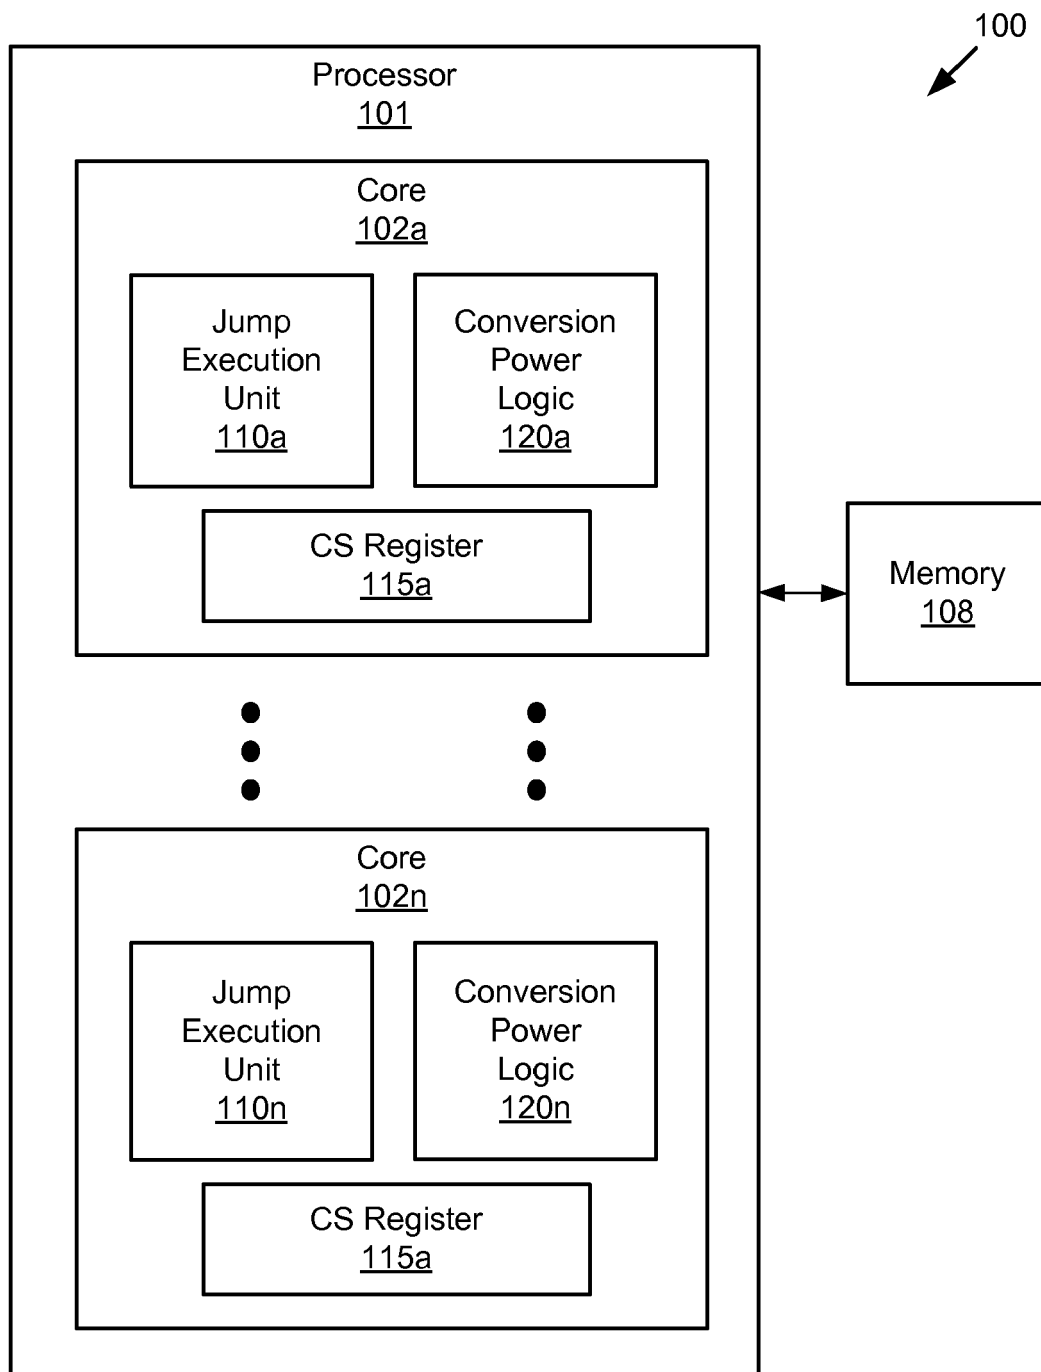 100
Processor
101
Core
102a
Jump
Execution
Unit
110a
Conversion
Power
Logic
120a
CS Register
115a
Memory
108
Core
102n
Jump
Execution
Unit
110n
Conversion
Power
Logic
120n
CS Register
115a